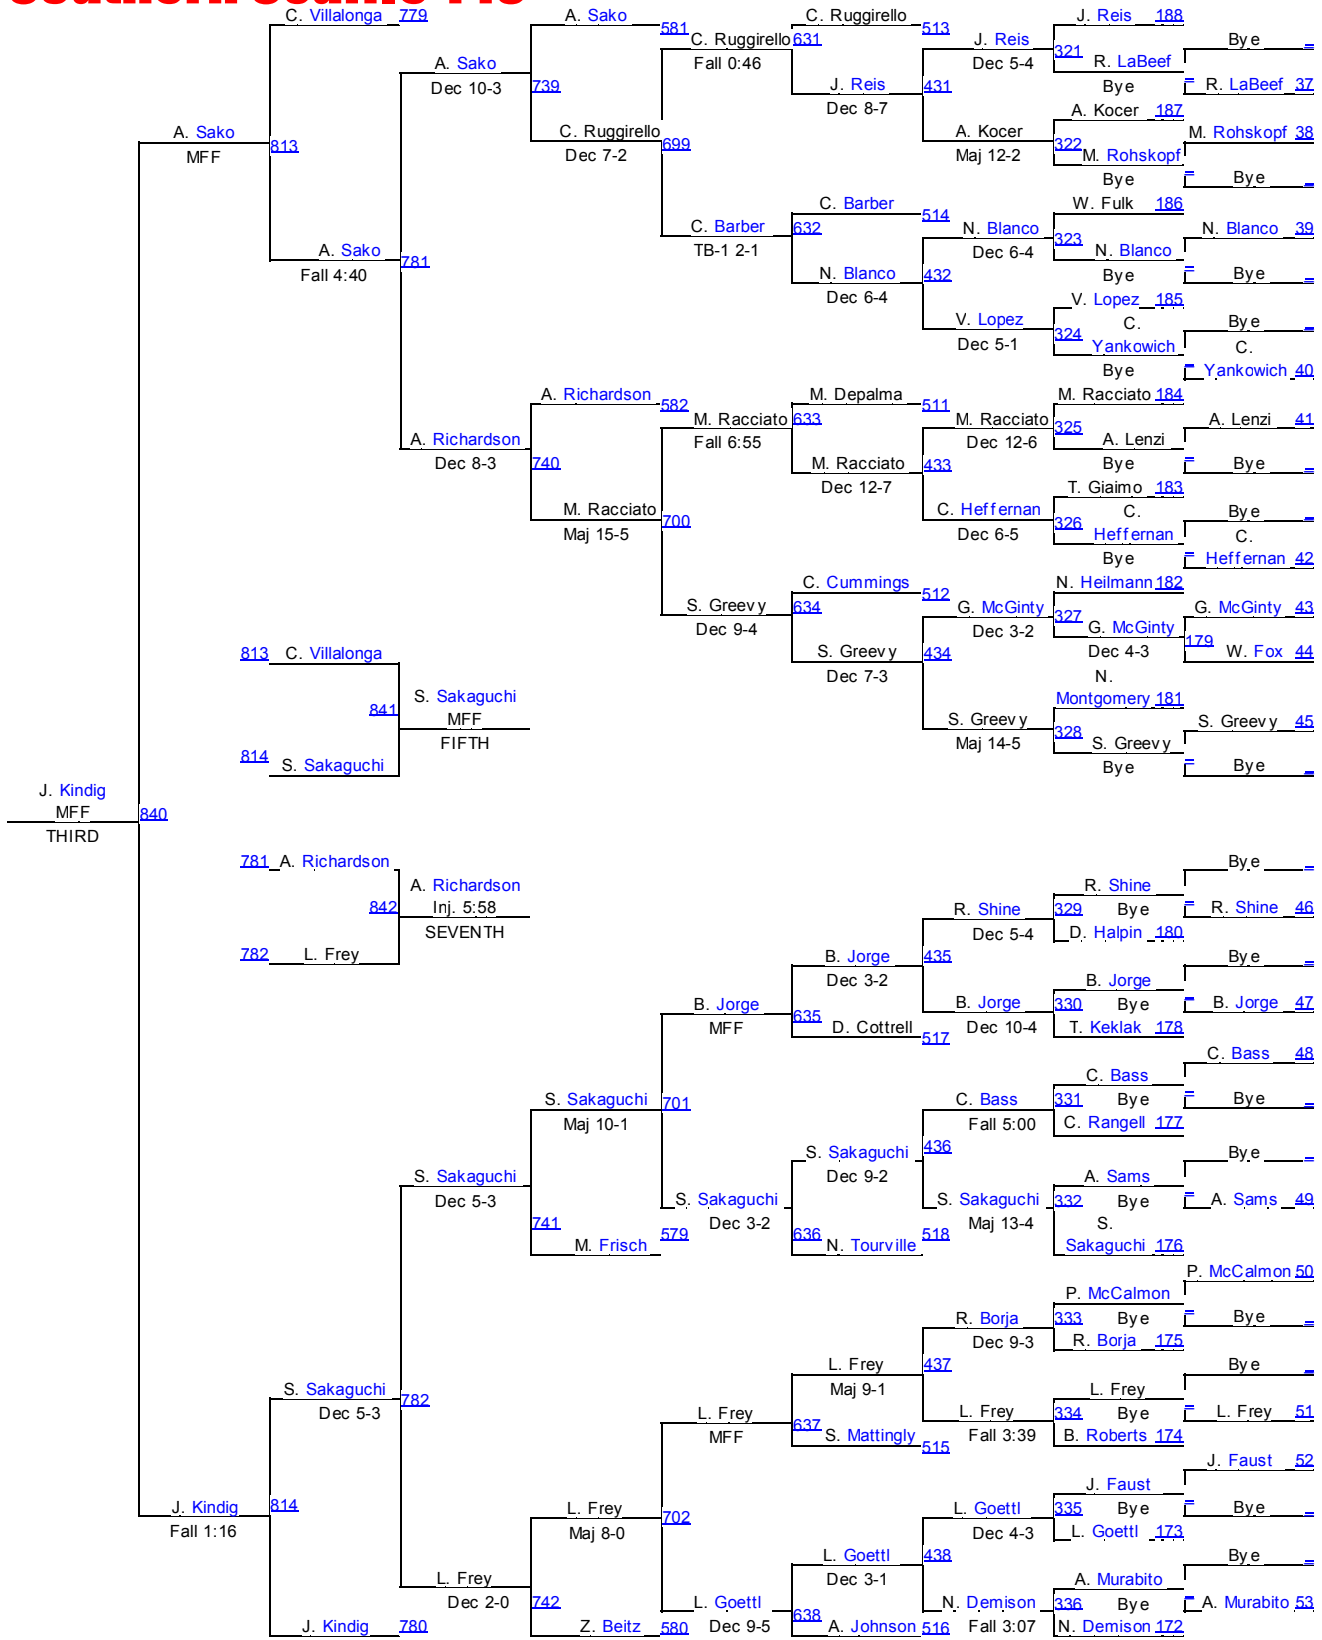 C. Villalonga 779
A. Sako
581
C. Ruggirello
513
J. Reis 188
Bye
C. Ruggirello 631
Fall 0:46
J. Reis
Dec 5-4
321
R. LaBeef
Bye
R. LaBeef 37
A. Sako
Dec 10-3
739
J. Reis
Dec 8-7
431
A. Kocer 187
M. Rohskopf 38
A. Sako
MFF
813
C. Ruggirello
Dec 7-2
699
A. Kocer
Maj 12-2
322
M. Rohskopf
Bye
Bye
C. Barber
514
W. Fulk 186
N. Blanco 39
C. Barber
TB-1 2-1
632
N. Blanco
Dec 6-4
323
N. Blanco
Bye
Bye
A. Sako
Fall 4:40
781
N. Blanco
Dec 6-4
432
V. Lopez 185
Bye
V. Lopez
Dec 5-1
324
C.
Yankowich
Bye
C.
Yankowich 40
A. Richardson
582
M. Depalma
511
M. Racciato 184
A. Lenzi 41
M. Racciato 633
Fall 6:55
M. Racciato
Dec 12-6
325
A. Lenzi
Bye
Bye
A. Richardson
Dec 8-3
740
M. Racciato
Dec 12-7
433
T. Giaimo 183
Bye
M. Racciato
Maj 15-5
700
C. Heffernan
Dec 6-5
326
C.
Heffernan
Bye
C.
Heffernan 42
C. Cummings
512
N. Heilmann 182
G. McGinty 43
S. Greevy
Dec 9-4
634
G. McGinty
Dec 3-2
327
G. McGinty
Dec 4-3
179
W. Fox 44
813 C. Villalonga
S. Greevy
Dec 7-3
434
N.
Montgomery 181
S. Greevy 45
841
S. Sakaguchi
MFF
FIFTH
S. Greevy
Maj 14-5
328
S. Greevy
Bye
Bye
814 S. Sakaguchi
J. Kindig
MFF
THIRD
840
781 A. Richardson
Bye
842
A. Richardson
Inj. 5:58
SEVENTH
R. Shine
Dec 5-4
R. Shine
329 Bye
D. Halpin 180
R. Shine 46
782 L. Frey
B. Jorge
Dec 3-2
435
Bye
B. Jorge
MFF
635
D. Cottrell
517
B. Jorge
Dec 10-4
B. Jorge
330 Bye
T. Keklak 178
B. Jorge 47
C. Bass 48
S. Sakaguchi
Maj 10-1
701
C. Bass
Fall 5:00
C. Bass
331 Bye
C. Rangell 177
Bye
S. Sakaguchi
Dec 5-3
S. Sakaguchi
Dec 9-2
436
Bye
S. Sakaguchi
Dec 3-2
S. Sakaguchi
Maj 13-4
A. Sams
332 Bye
S.
Sakaguchi 176
A. Sams 49
741
M. Frisch
579
636
N. Tourville
518
P. McCalmon 50
R. Borja
Dec 9-3
P. McCalmon
333 Bye
R. Borja 175
Bye
L. Frey
Maj 9-1
437
Bye
S. Sakaguchi
Dec 5-3
782
L. Frey
MFF
637
S. Mattingly
515
L. Frey
Fall 3:39
L. Frey
334 Bye
B. Roberts 174
L. Frey 51
J. Faust 52
J. Kindig
Fall 1:16
814
L. Frey
Maj 8-0
702
L. Goettl
Dec 4-3
J. Faust
335 Bye
L. Goettl 173
Bye
L. Goettl
Dec 3-1
438
Bye
L. Frey
Dec 2-0
742
L. Goettl
Dec 9-5
638
N. Demison
Fall 3:07
A. Murabito
336 Bye
N. Demison 172
A. Murabito 53
J. Kindig 780
Z. Beitz 580
A. Johnson 516